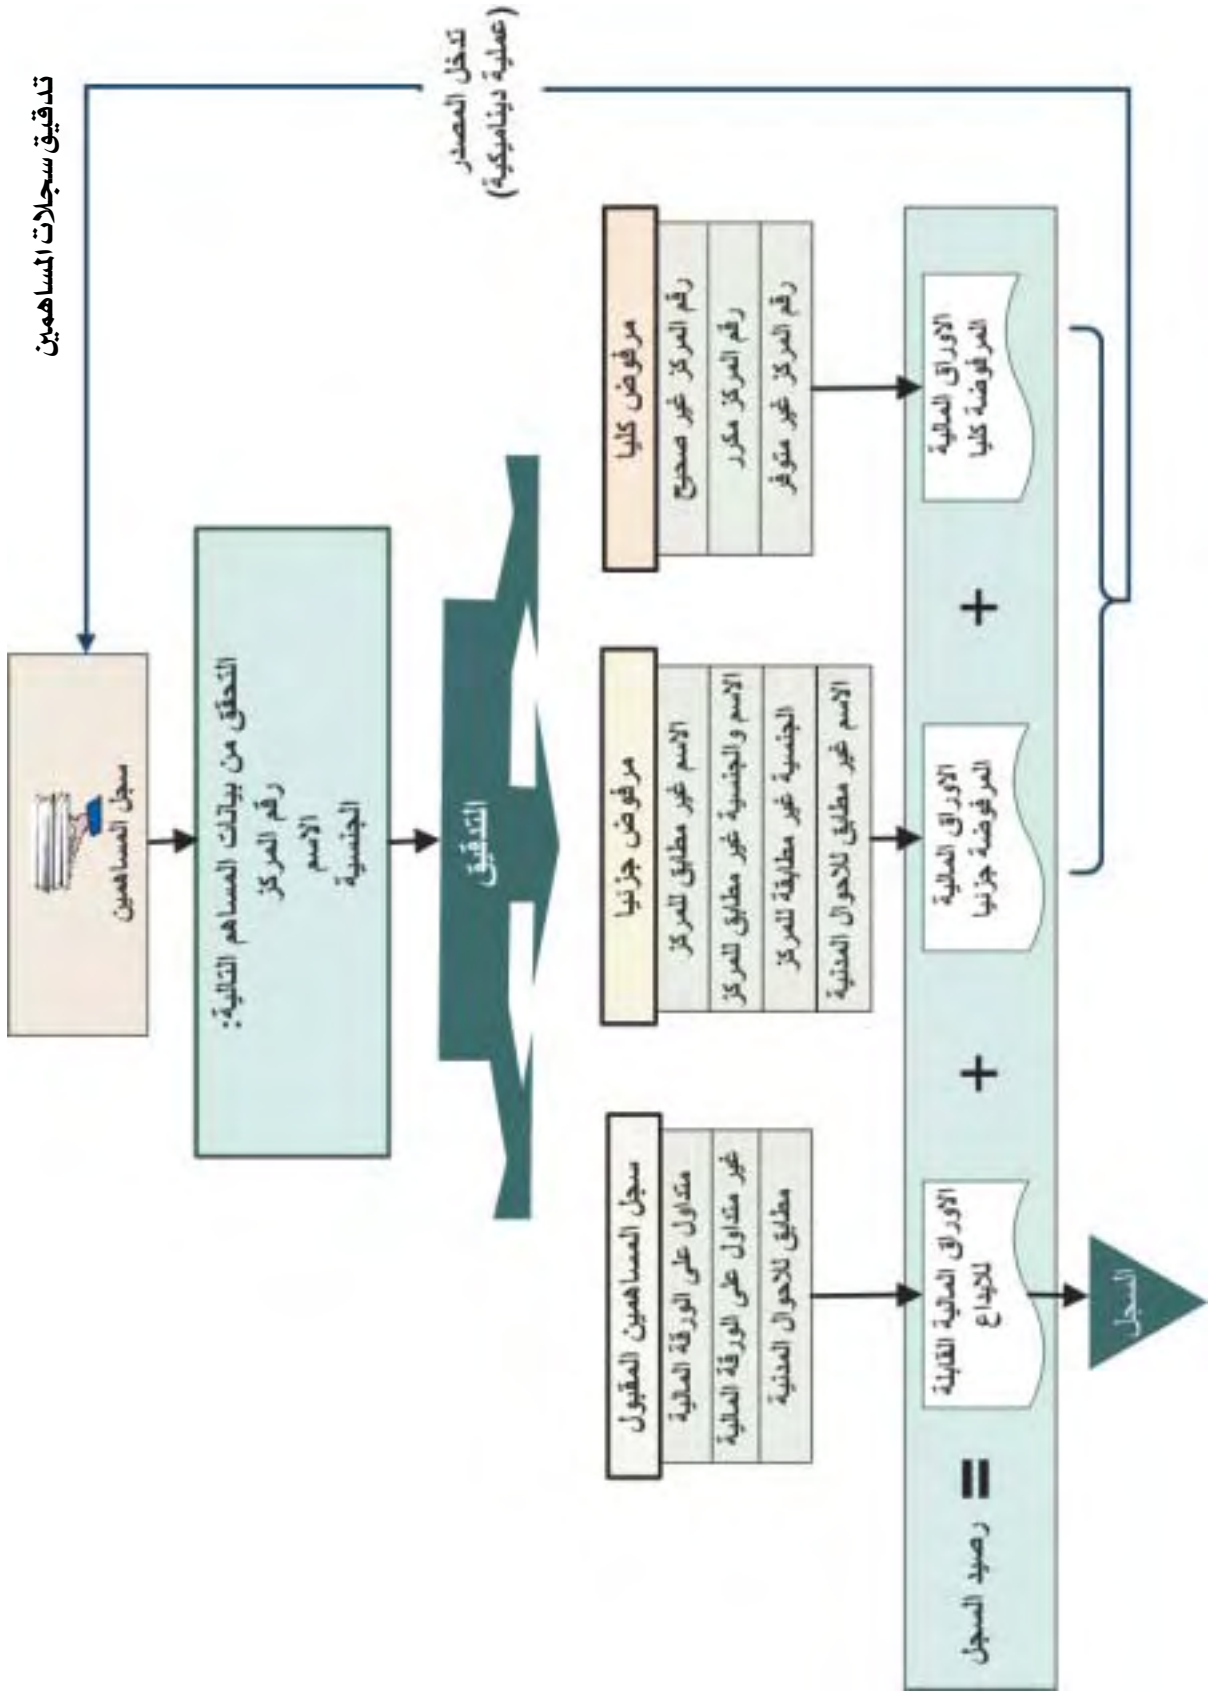 تدقيق سجلات المساهمين
سجل المساهمين
التحقق من بيانات المساهم التالية:
رقم المركز
الاسم
الجنسية
تدخل المصدر
(عملية ديناميكية)
التدقيق
سجل المساهمين المقبول
متداول على الورقة المالية
غير متداول على الورقة المالية
مطابق للاحوال المدنية
مرفوض جزئيا
الاسم غير مطابق للمركز
الاسم والجنسية غير مطابق للمركز
الجنسية غير مطابقة للمركز
الاسم غير مطابق للاحوال المدنية
مرفوض كليا
رقم المركز غير صحيح
رقم المركز مكرر
رقم المركز غير متوفر
رصيد السجل
=
الاوراق المالية القابلة
للايداع
+
الاوراق المالية
المرفوضة جزئيا
+
الاوراق المالية
المرفوضة كليا
السجل